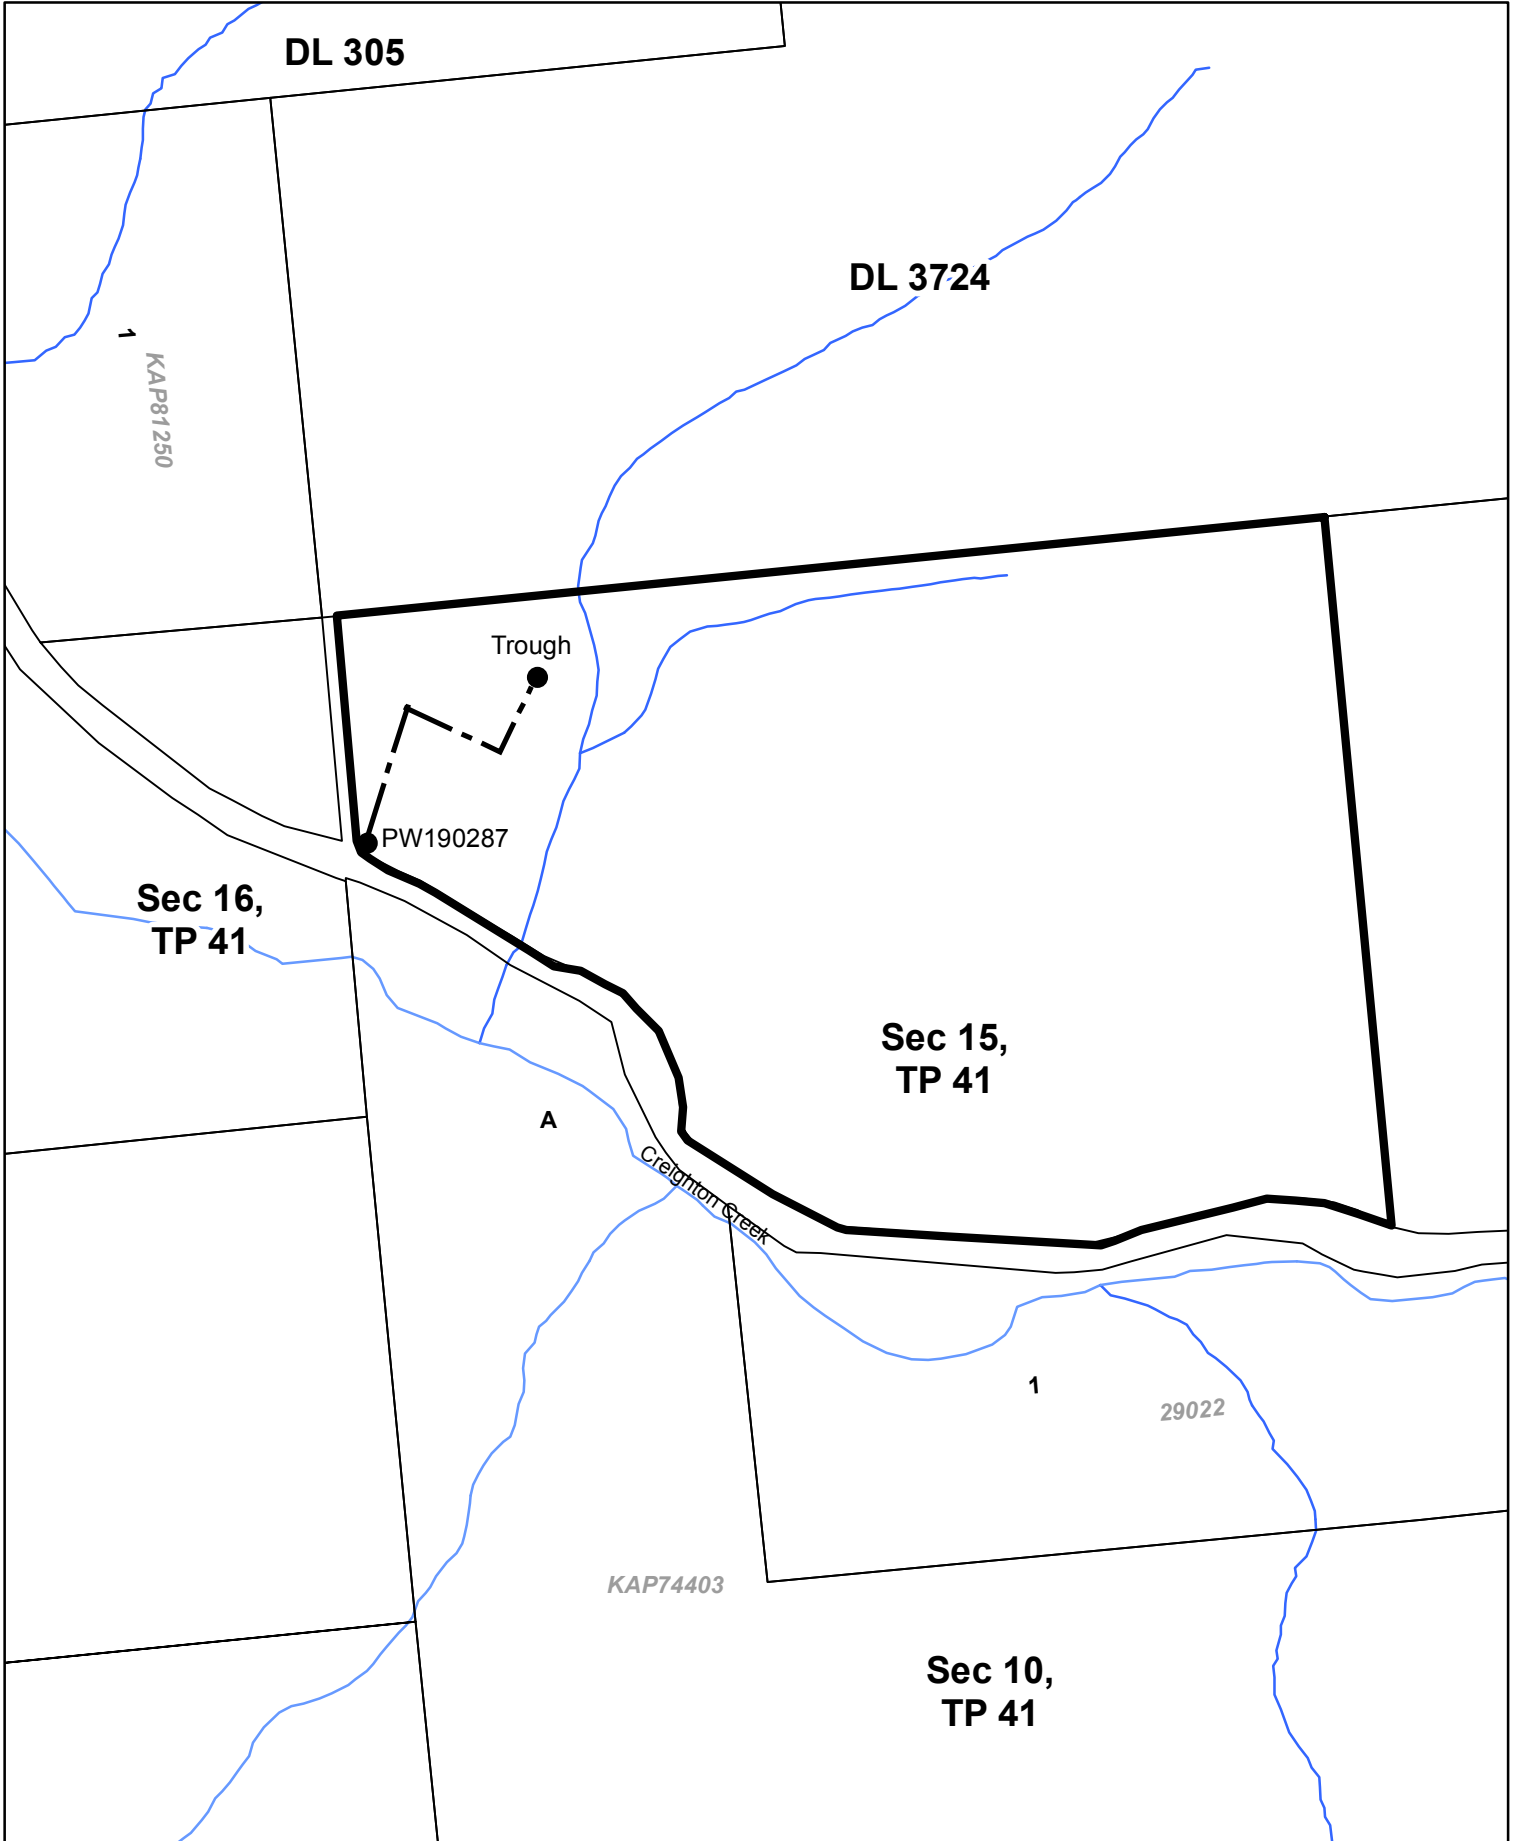 DL 305
DL 3724
1
KAP81250
Trough
PW190287
Sec 16,
TP 41
Sec 15,
TP 41
A
Creighton Creek
1
29022
KAP74403
Sec 10,
TP 41